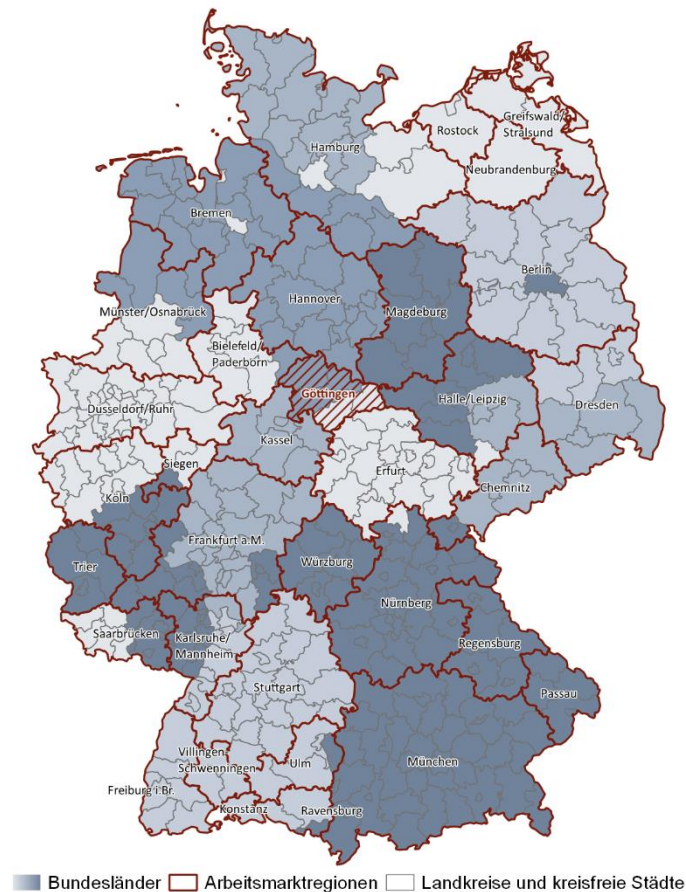 Greifswald/
Stralsund
Rostock
Hamburg
Neubrandenburg
Bremen
Berlin
Hannover
Münster/Osnabrück
Magdeburg
Bielefeld/
Paderborn
Göttingen
Düsseldorf/Ruhr
Halle/Leipzig
Dresden
Kassel
Siegen
Erfurt
Köln
Chemnitz
Frankfurt a.M.
Trier
Würzburg
Nürnberg
Saarbrücken
Karlsruhe/
Mannheim
Regensburg
Stuttgart
Passau
Villingen-
Schwenningen
Ulm
München
Freiburg i.Br.
Konstanz
Ravensburg
Bundesländer
Arbeitsmarktregionen
Landkreise und kreisfreie Städte